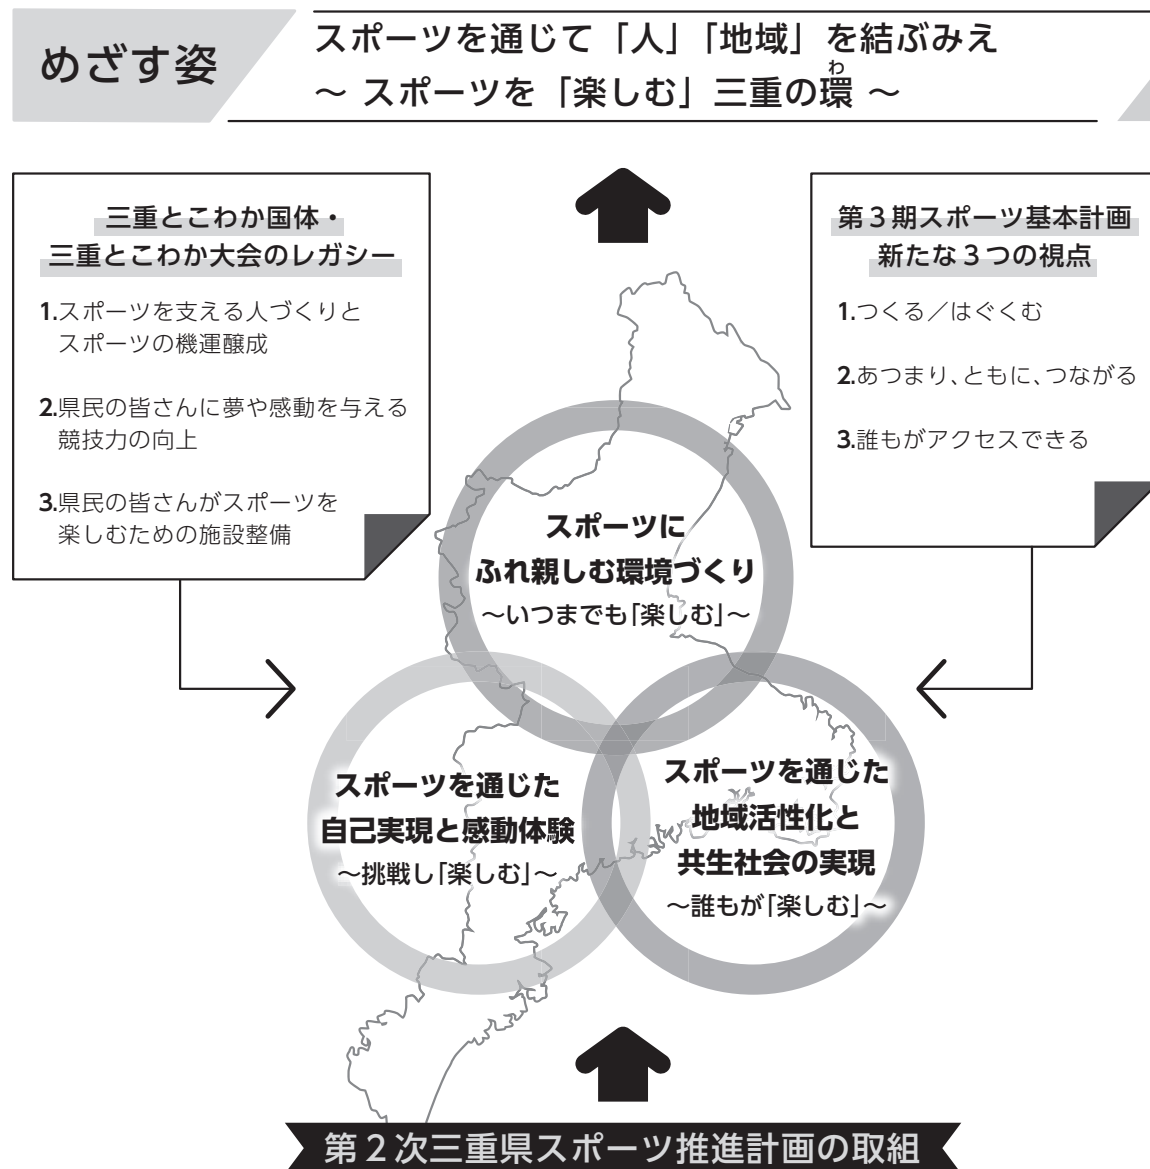 めざす姿
スポーツを通じて「人」「地域」を結ぶみえ
わ
～ スポーツを「楽しむ」三重の環 ～
三重とこわか国体・
三重とこわか大会のレガシー
1.スポーツを支える人づくりと
スポーツの機運醸成
2.県民の皆さんに夢や感動を与える
競技力の向上
3.県民の皆さんがスポーツを
楽しむための施設整備
第3期スポーツ基本計画
新たな3つの視点
1.つくる／はぐくむ
2.あつまり、ともに、つながる
3.誰もがアクセスできる
スポーツに
ふれ親しむ環境づくり
～いつまでも「楽しむ」～
スポーツを通じた
自己実現と感動体験
～挑戦し「楽しむ」～
スポーツを通じた
地域活性化と
共生社会の実現
～誰もが「楽しむ」～
第2次三重県スポーツ推進計画の取組